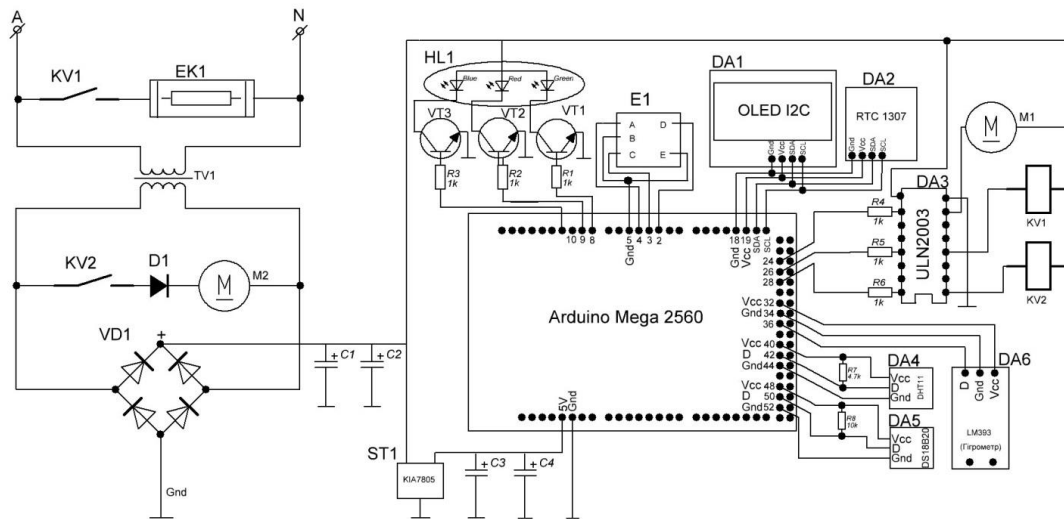 A
N
KV1
EK1
TV1
KV2
D1
M
M2
VD1
+
+ C1
+ C2
Gnd
HL1
Blue
Red
Green
VT3
VT2
VT1
R3
1k
R2
1k
R1
1k
E1
A
B
C
D
E
DA1
OLED I2C
Gnd
Vcc
SDA
SCL
DA2
RTC 1307
Gnd
Vcc
SDA
SCL
M
M1
DA3
ULN2003
R4
1k
R5
1k
R6
1k
KV1
KV2
10 9 8
5 4 3 2
Gnd
18 19
Gnd
Vcc
SDA
SCL
24
26
28
Vcc 32
Gnd 34
36
Vcc 40
D 42
Gnd 44
Vcc 48
D 50
Gnd 52
Arduino Mega 2560
5V
Gnd
ST1
KIA7805
+ C3
+ C4
R7
4.7k
R8
10k
DA4
Vcc
D
Gnd
DHT11
DA5
Vcc
D
Gnd
DS18B20
DA6
D
Gnd
Vcc
LM393
(Гігрометр)